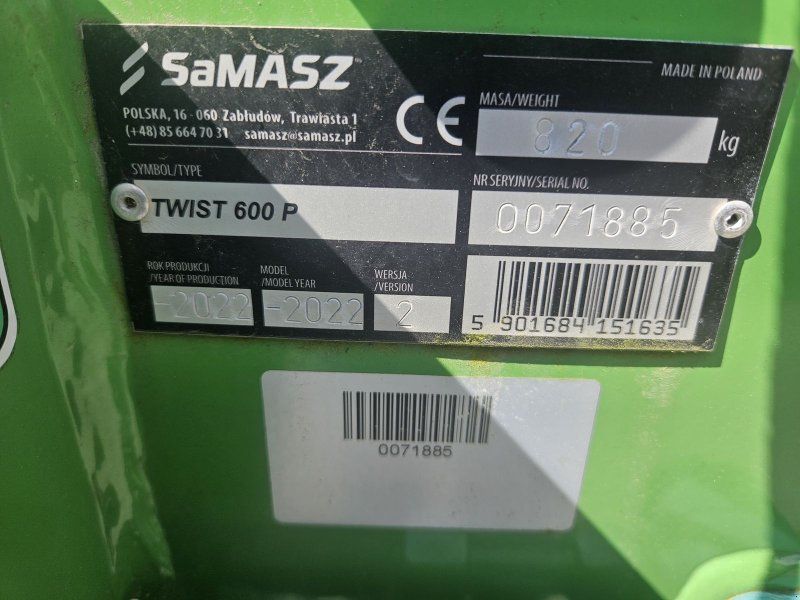 SaMASZ
MADE IN POLAND
POLSKA, 16 - 060 Zabłudów, Trawiasta 1
(+48) 85 664 70 31 samasz@samasz.pl
CE
MASA/WEIGHT
820 kg
SYMBOL/TYPE
TWIST 600 P
NR SERYJNY/SERIAL NO.
0071885
ROK PRODUKCJI
/YEAR OF PRODUCTION
-2022
MODEL
/MODEL YEAR
-2022
WERSJA
/VERSION
2
5 901684 151635
0071885